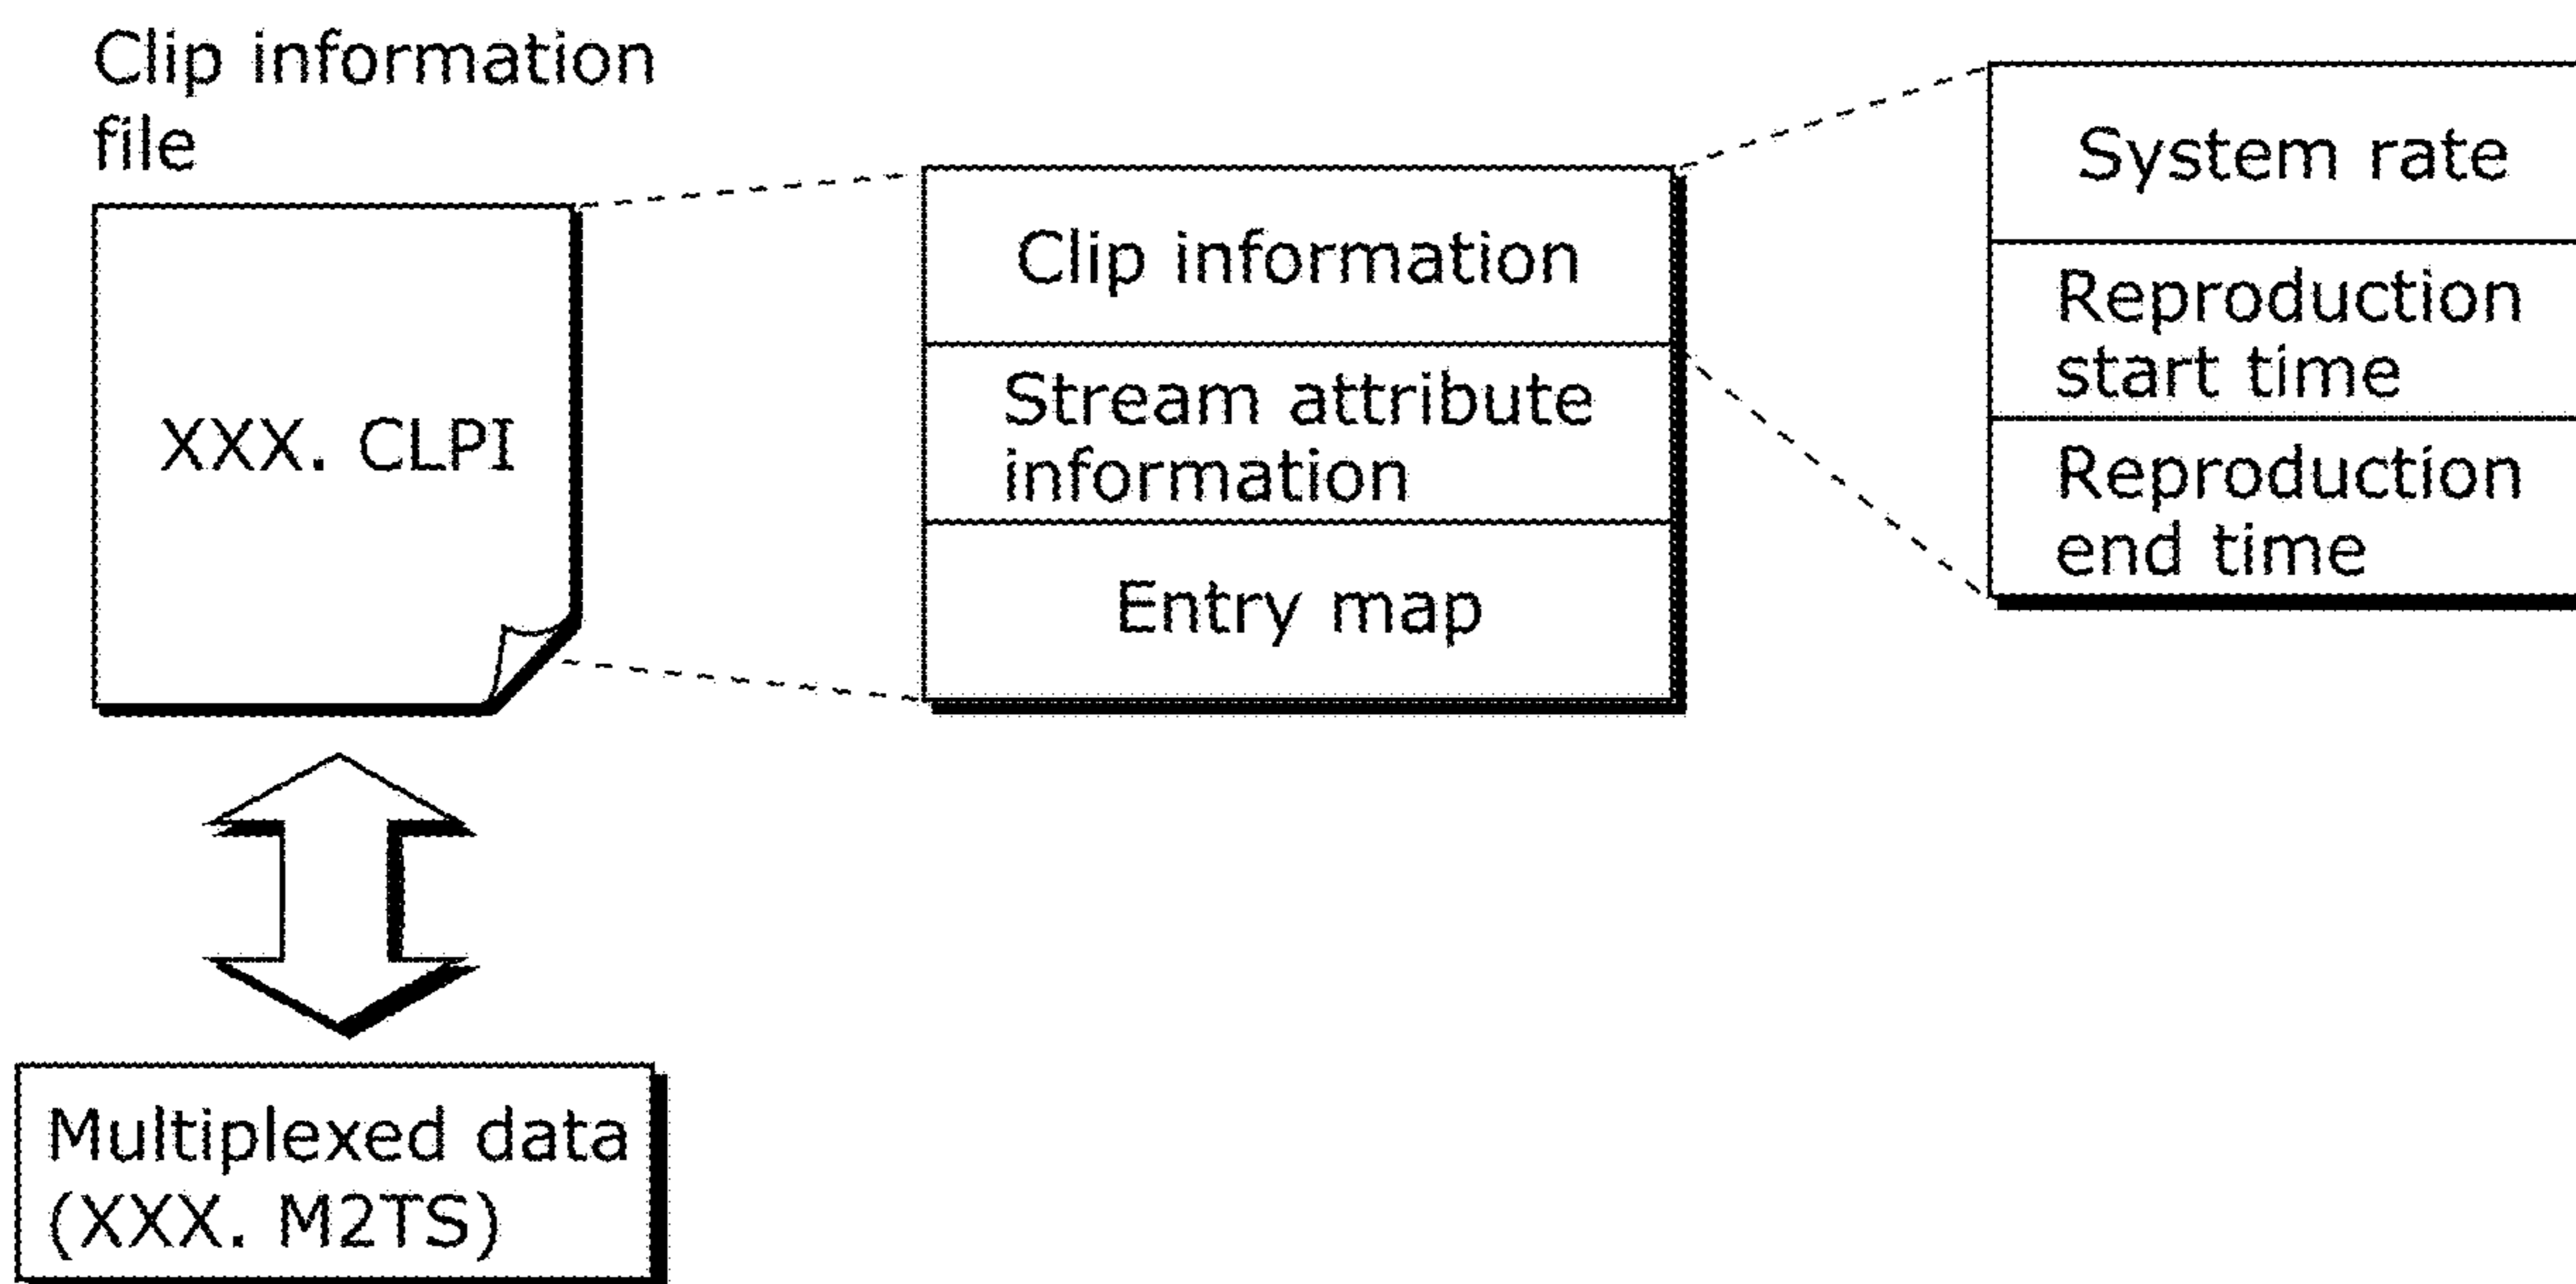 Clip information
file
XXX. CLPI
Clip information
Stream attribute
information
Entry map
System rate
Reproduction
start time
Reproduction
end time
Multiplexed data
(XXX. M2TS)